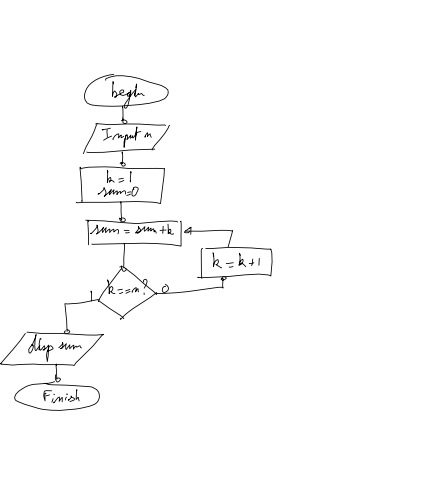 begin
Input n
k = 1
sum=0
sum = sum+k
k = k+1
k==n?
1
0
disp sum
Finish